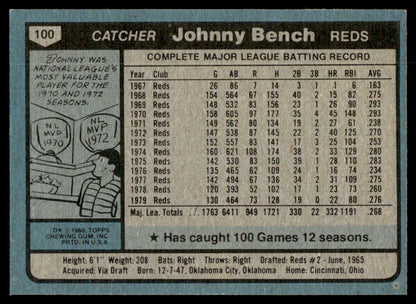 100 CATCHER Johnny Bench REDS
JOHNNY WAS
NATIONAL LEAGUE'S
MOST VALUABLE
PLAYER FOR THE
1970 AND 1972
SEASONS.
NL
MVP
1970
NL
MVP
1972
COMPLETE MAJOR LEAGUE BATTING RECORD
Year Club G AB R H 2B 3B HR RBI AVG
1967 Reds 26 86 7 14 3 1 1 6 .163
1968 Reds 154 564 67 155 40 2 15 82 .275
1969 Reds 148 532 83 156 23 1 26 90 .293
1970 Reds 158 605 97 177 35 4 45 148 .293
1971 Reds 149 562 80 134 19 2 27 61 .238
1972 Reds 147 538 87 145 22 2 40 125 .270
1973 Reds 152 557 83 141 17 3 25 104 .253
1974 Reds 160 621 108 174 38 2 33 129 .280
1975 Reds 142 530 83 150 39 1 28 110 .283
1976 Reds 135 465 62 109 24 1 16 74 .234
1977 Reds 142 494 67 136 34 2 31 109 .275
1978 Reds 120 393 52 102 17 1 23 73 .260
1979 Reds 130 464 73 128 19 0 22 80 .276
Maj. Lea. Totals 1763 6411 949 1721 330 22 332 1191 .268
D* © 1980 TOPPS
CHEWING GUM, INC.
PRTD. IN U.S.A.
★ Has caught 100 Games 12 seasons.
Height: 6'1" Weight: 208 Bats: Right Throws: Right Drafted: Reds #2 - June, 1965
Acquired: Via Draft Born: 12-7-47, Oklahoma City, Oklahoma Home: Cincinnati, Ohio